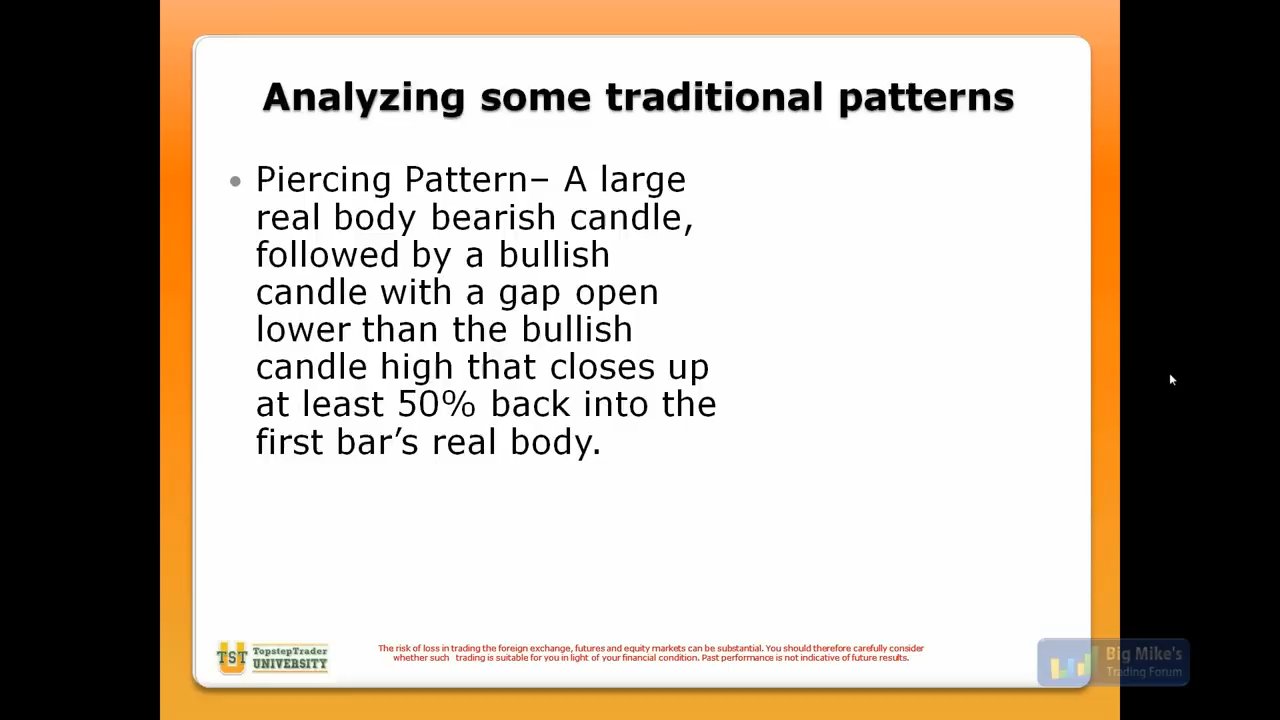 Analyzing some traditional patterns
• Piercing Pattern– A large
real body bearish candle,
followed by a bullish
candle with a gap open
lower than the bullish
candle high that closes up
at least 50% back into the
first bar’s real body.
TST
TopstepTrader
UNIVERSITY
The risk of loss in trading the foreign exchange, futures and equity markets can be substantial. You should therefore carefully consider
whether such trading is suitable for you in light of your financial condition. Past performance is not indicative of future results.
Big Mike's
Trading Forum